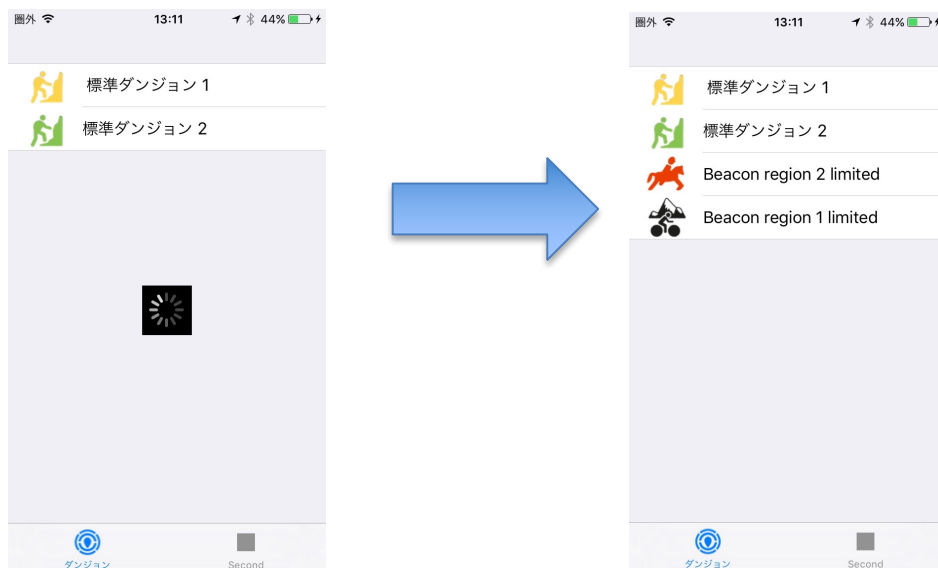 圏外 13:11 44%
標準ダンジョン 1
標準ダンジョン 2
ダンジョン Second
圏外 13:11 44%
標準ダンジョン 1
標準ダンジョン 2
Beacon region 2 limited
Beacon region 1 limited
ダンジョン Second